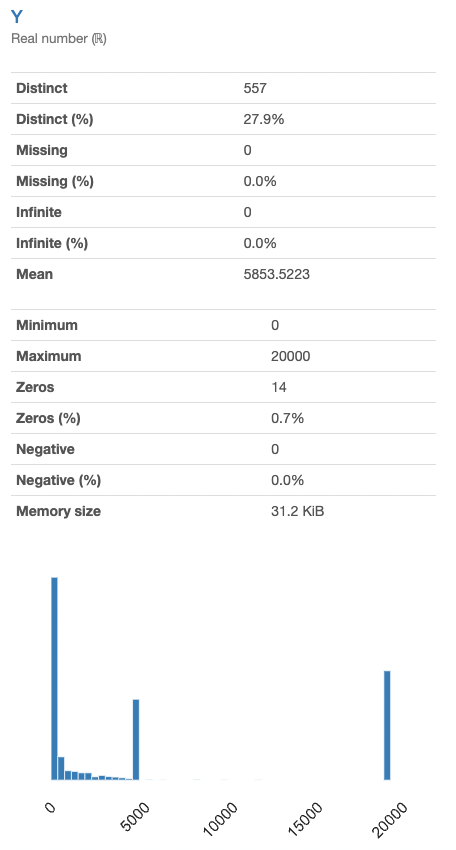 Y
Real number (ℝ)
Distinct 557
Distinct (%) 27.9%
Missing 0
Missing (%) 0.0%
Infinite 0
Infinite (%) 0.0%
Mean 5853.5223
Minimum 0
Maximum 20000
Zeros 14
Zeros (%) 0.7%
Negative 0
Negative (%) 0.0%
Memory size 31.2 KiB
0 5000 10000 15000 20000